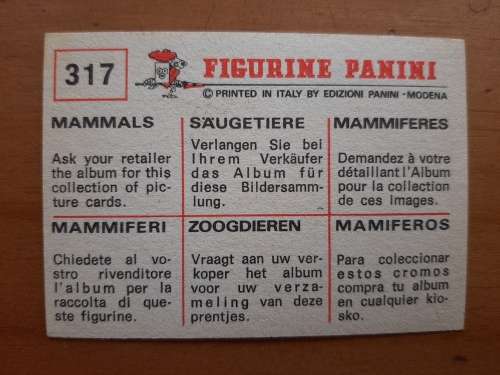 317
FIGURINE PANINI
© PRINTED IN ITALY BY EDIZIONI PANINI - MODENA
MAMMALS
Ask your retailer
the album for this
collection of pic-
ture cards.
SÄUGETIERE
Verlangen Sie bei
Ihrem Verkäufer
das Album für
diese Bildersamm-
lung.
MAMMIFERES
Demandez à votre
détaillant l'Album
pour la collection
de ces images.
MAMMIFERI
Chiedete al vo-
stro rivenditore
l'album per la
raccolta di que-
ste figurine.
ZOOGDIEREN
Vraagt aan uw ver-
koper het album
voor uw verza-
meling van deze
prentjes.
MAMIFEROS
Para coleccionar
estos cromos
compra tu album
en cualquier kio-
sko.